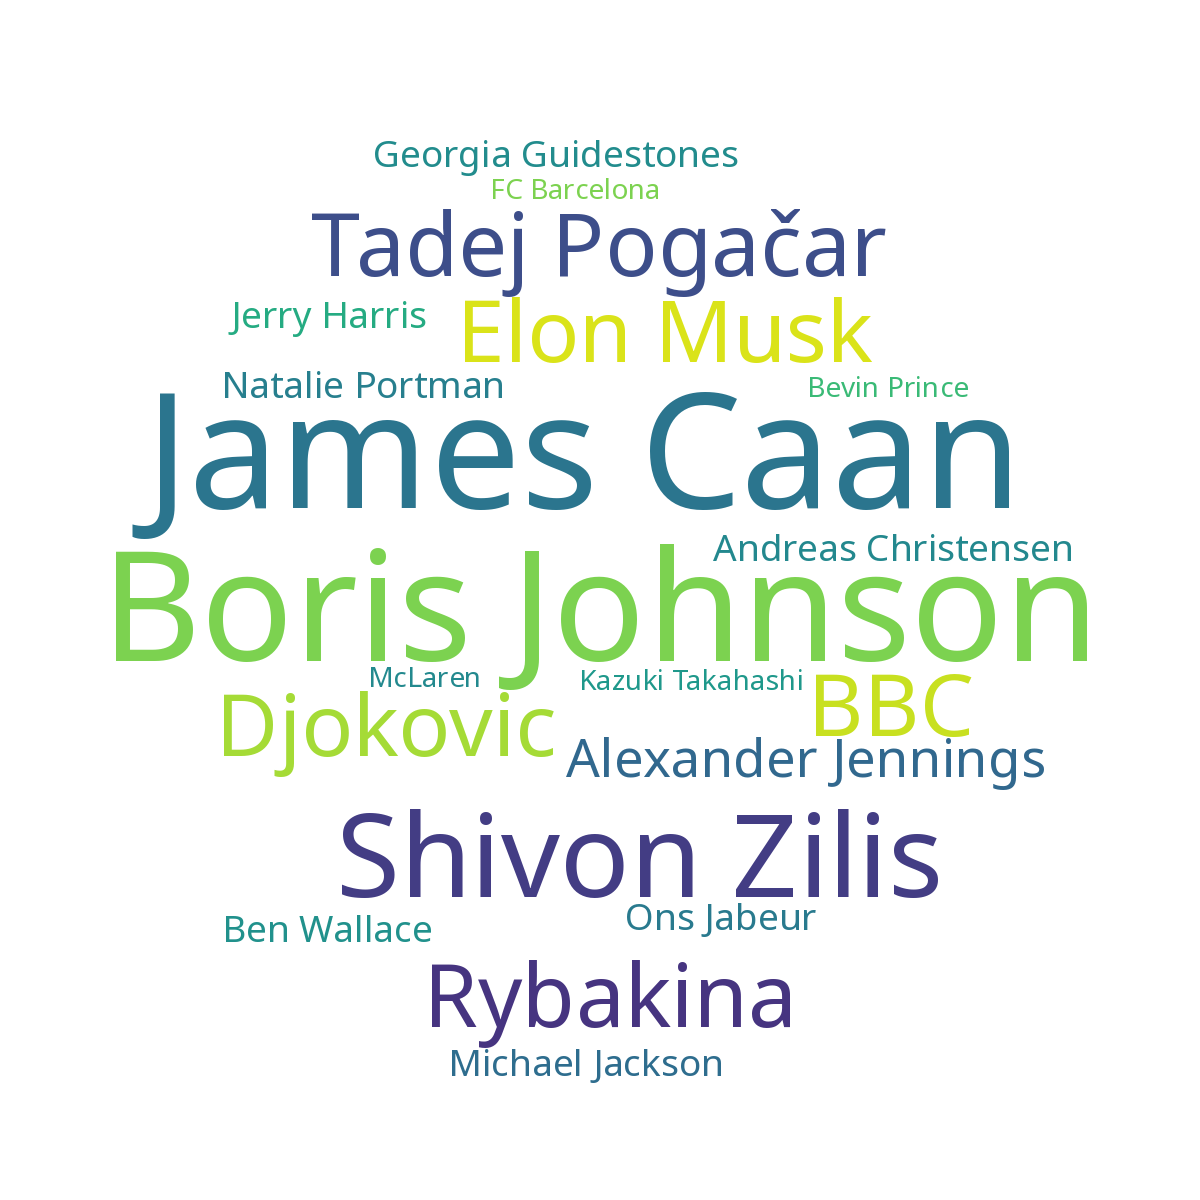 Georgia Guidestones
FC Barcelona
Tadej Pogačar
Jerry Harris
Elon Musk
Natalie Portman
Bevin Prince
James Caan
Andreas Christensen
Boris Johnson
McLaren
Kazuki Takahashi
Djokovic
BBC
Alexander Jennings
Shivon Zilis
Ben Wallace
Ons Jabeur
Rybakina
Michael Jackson